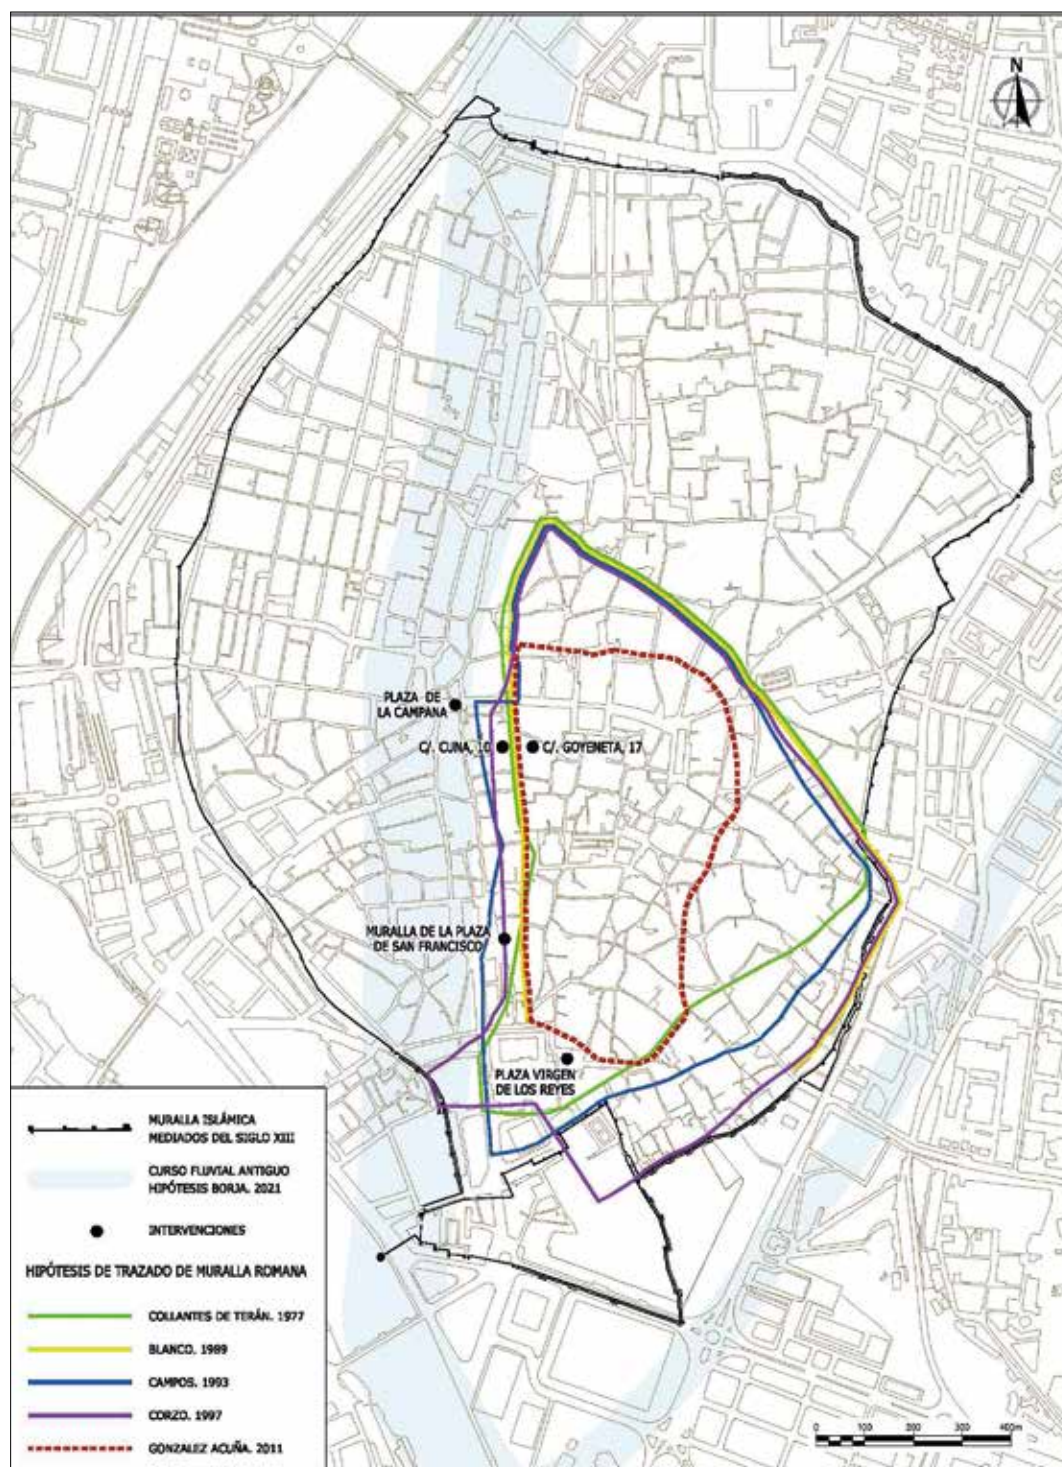 N
PLAZA DE
LA CAMPANA
C/. CUNA, 10
C/. GOYENETA, 17
MURALLA DE LA PLAZA
DE SAN FRANCISCO
PLAZA VIRGEN
DE LOS REYES
MURALLA ISLÁMICA
MEDIADOS DEL SIGLO XIII
CURSO FLUVIAL ANTIGUO
HIPÓTESIS BORJA. 2021
INTERVENCIONES
HIPÓTESIS DE TRAZADO DE MURALLA ROMANA
COLLANTES DE TERÁN. 1977
BLANCO. 1989
CAMPOS. 1993
CORZO. 1997
GONZALEZ ACUÑA. 2011
0 100 200 300 400m